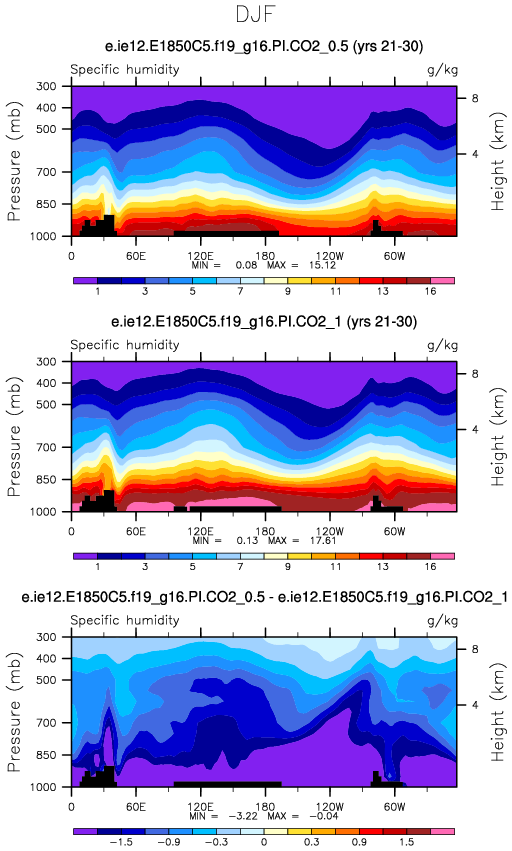 DJF
e.ie12.E1850C5.f19_g16.PI.CO2_0.5 (yrs 21-30)
Specific humidity g/kg
300
400
500
700
850
1000
Pressure (mb)
8
4
Height (km)
0 60E 120E 180 120W 60W
MIN = 0.08 MAX = 15.12
1 3 5 7 9 11 13 16
e.ie12.E1850C5.f19_g16.PI.CO2_1 (yrs 21-30)
Specific humidity g/kg
300
400
500
700
850
1000
Pressure (mb)
8
4
Height (km)
0 60E 120E 180 120W 60W
MIN = 0.13 MAX = 17.61
1 3 5 7 9 11 13 16
e.ie12.E1850C5.f19_g16.PI.CO2_0.5 - e.ie12.E1850C5.f19_g16.PI.CO2_1
Specific humidity g/kg
300
400
500
700
850
1000
Pressure (mb)
8
4
Height (km)
0 60E 120E 180 120W 60W
MIN = -3.22 MAX = -0.04
-1.5 -0.9 -0.3 0 0.3 0.9 1.5